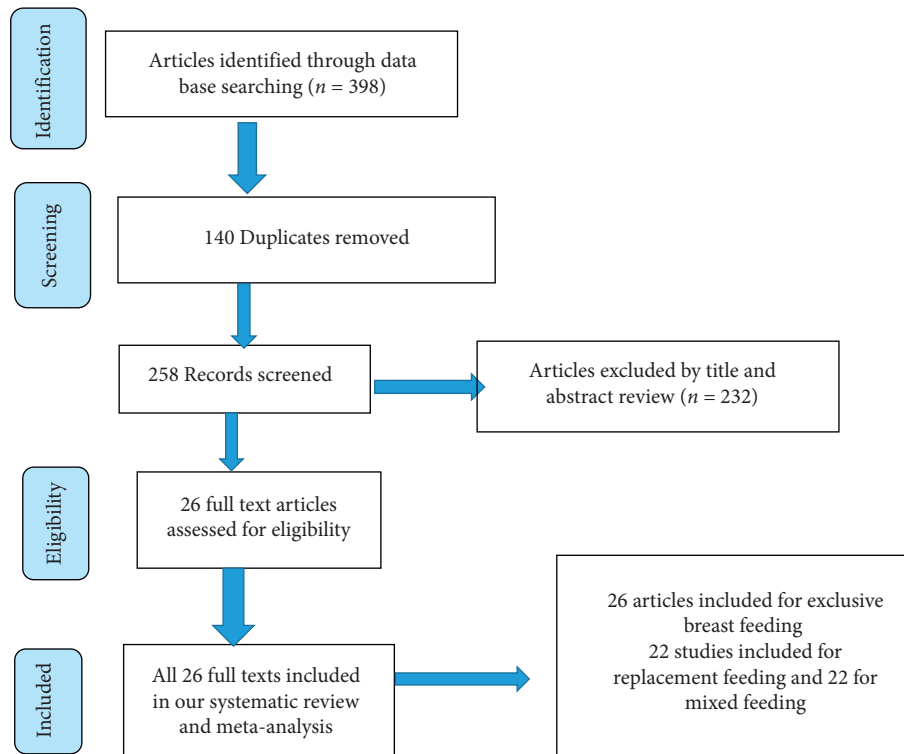 Identification
Articles identified through data
base searching (n = 398)
Screening
140 Duplicates removed
258 Records screened
Articles excluded by title and
abstract review (n = 232)
Eligibility
26 full text articles
assessed for eligibility
Included
All 26 full texts included
in our systematic review
and meta-analysis
26 articles included for exclusive
breast feeding
22 studies included for
replacement feeding and 22 for
mixed feeding